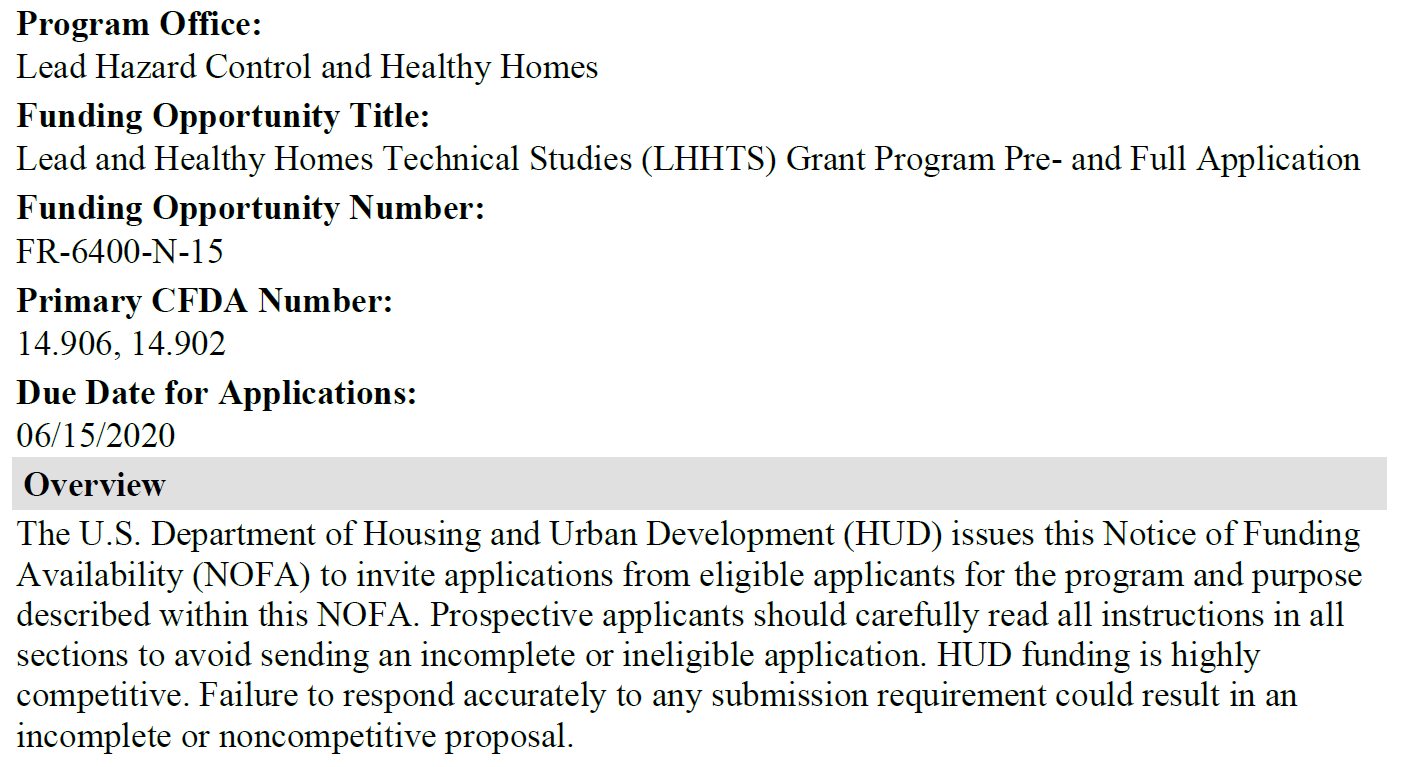 Program Office:
Lead Hazard Control and Healthy Homes
Funding Opportunity Title:
Lead and Healthy Homes Technical Studies (LHHTS) Grant Program Pre- and Full Application
Funding Opportunity Number:
FR-6400-N-15
Primary CFDA Number:
14.906, 14.902
Due Date for Applications:
06/15/2020
Overview
The U.S. Department of Housing and Urban Development (HUD) issues this Notice of Funding
Availability (NOFA) to invite applications from eligible applicants for the program and purpose
described within this NOFA. Prospective applicants should carefully read all instructions in all
sections to avoid sending an incomplete or ineligible application. HUD funding is highly
competitive. Failure to respond accurately to any submission requirement could result in an
incomplete or noncompetitive proposal.